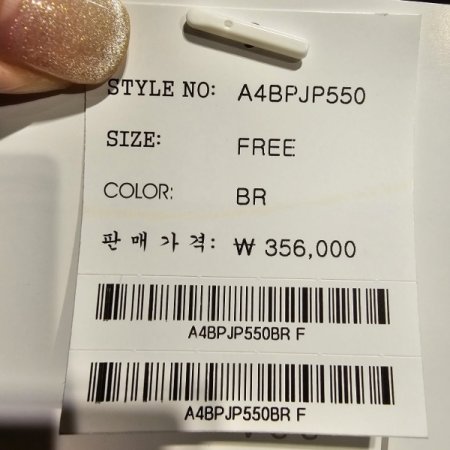 STYLE NO: A4BPJP550
SIZE: FREE
COLOR: BR
판매가격: ₩ 356,000
A4BPJP550BR F
A4BPJP550BR F